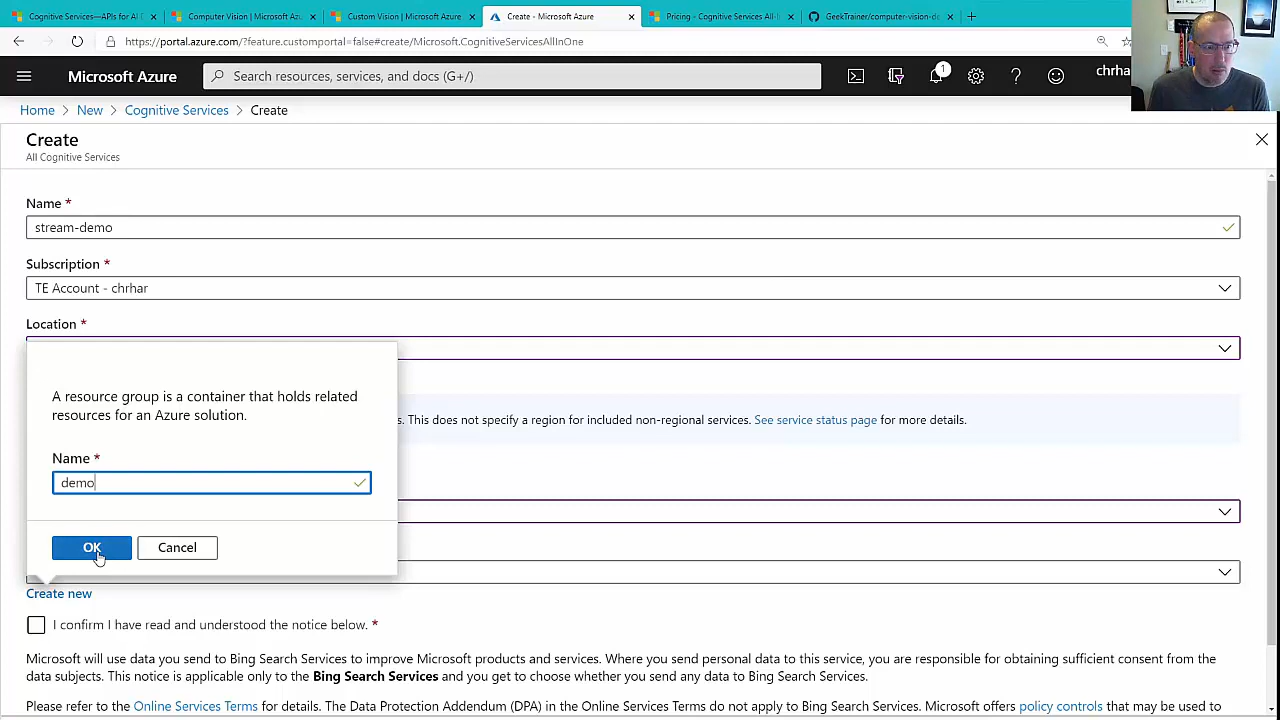 Cognitive Services—APIs for AI D
Computer Vision | Microsoft Azu
Custom Vision | Microsoft Azure
Create - Microsoft Azure
Pricing - Cognitive Services All-I
GeekTrainer/computer-vision-de
https://portal.azure.com/?feature.customportal=false#create/Microsoft.CognitiveServicesAllInOne
Microsoft Azure
Search resources, services, and docs (G+/)
1
chrha
Home > New > Cognitive Services > Create
Create
All Cognitive Services
Name *
stream-demo
Subscription *
TE Account - chrhar
Location *
A resource group is a container that holds related
resources for an Azure solution.
s. This does not specify a region for included non-regional services. See service status page for more details.
Name *
demo
OK
Cancel
Create new
I confirm I have read and understood the notice below. *
Microsoft will use data you send to Bing Search Services to improve Microsoft products and services. Where you send personal data to this service, you are responsible for obtaining sufficient consent from the
data subjects. This notice is applicable only to the Bing Search Services and you get to choose whether you send any data to Bing Search Services.
Please refer to the Online Services Terms for details. The Data Protection Addendum (DPA) in the Online Services Terms do not apply to Bing Search Services. Microsoft offers policy controls that may be used to